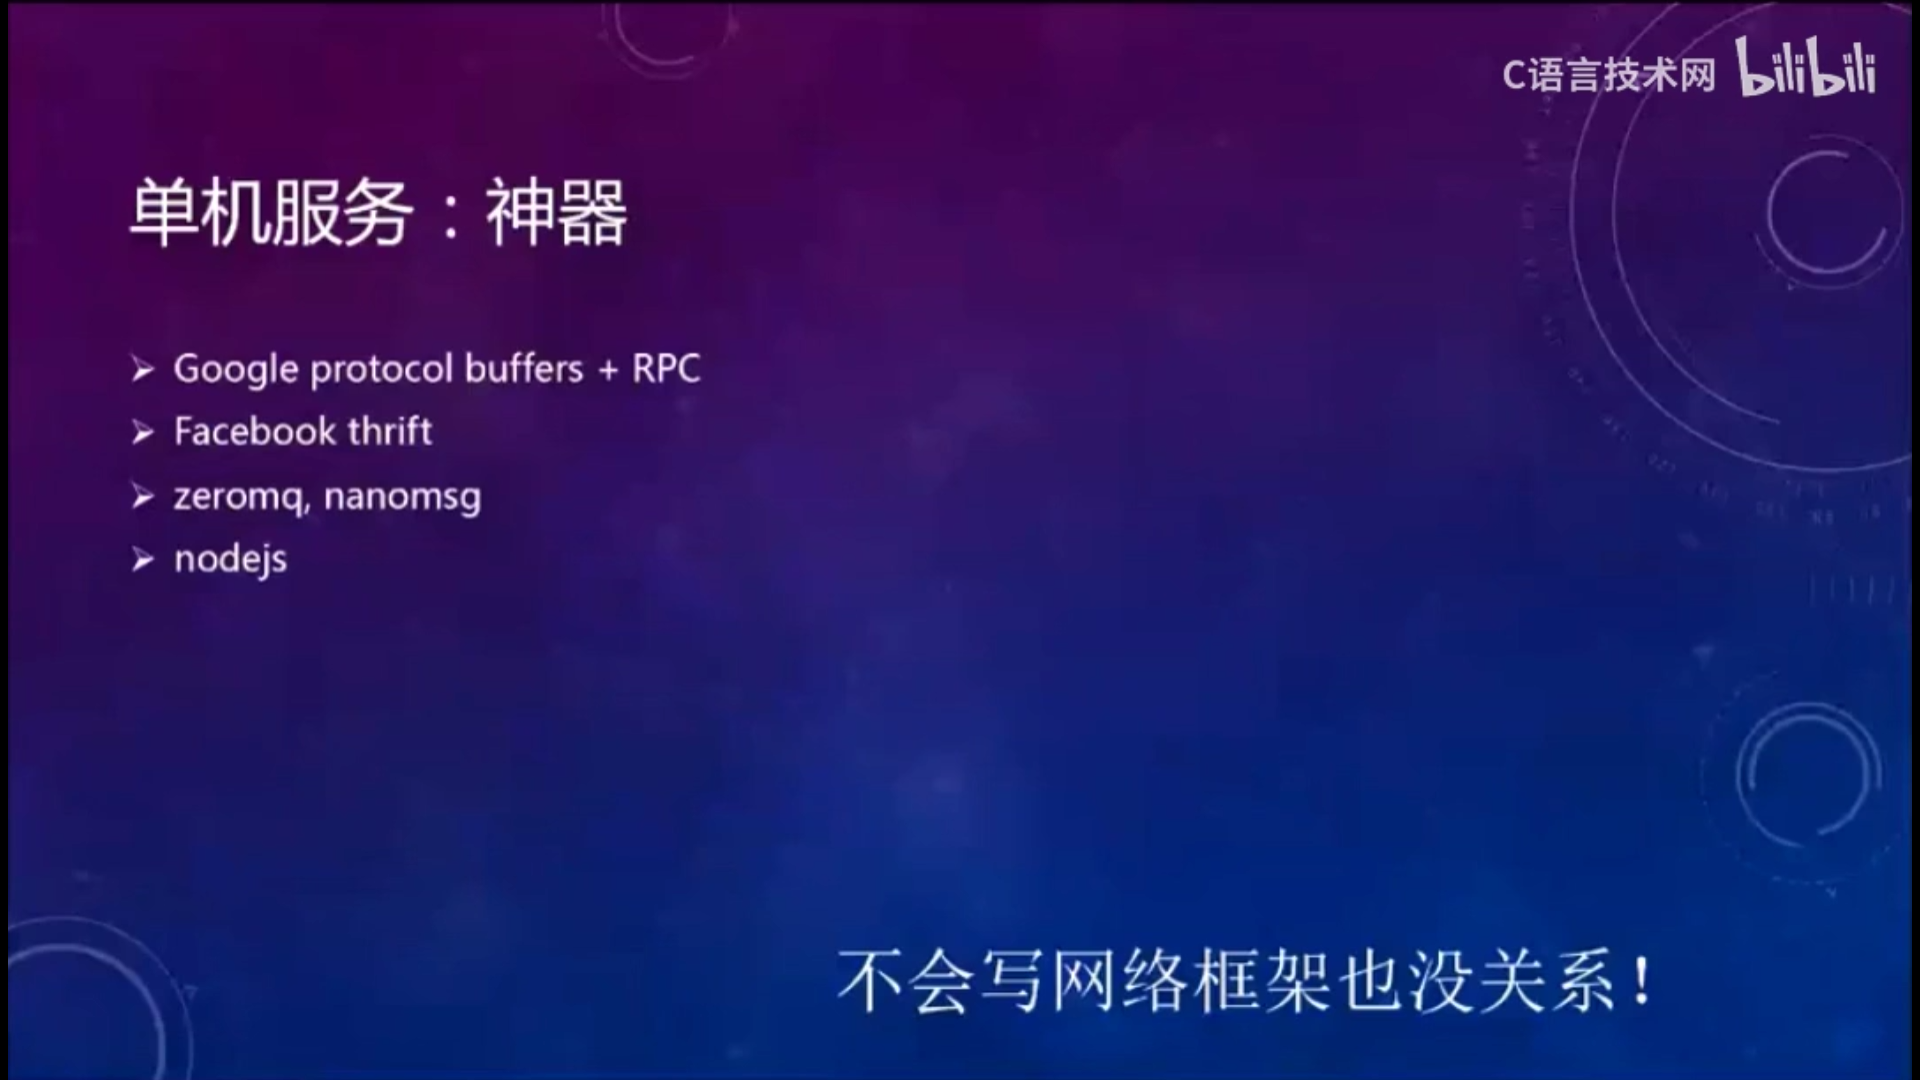 C语言技术网 bilibili
单机服务：神器
➢ Google protocol buffers + RPC
➢ Facebook thrift
➢ zeromq, nanomsg
➢ nodejs
不会写网络框架也没关系！